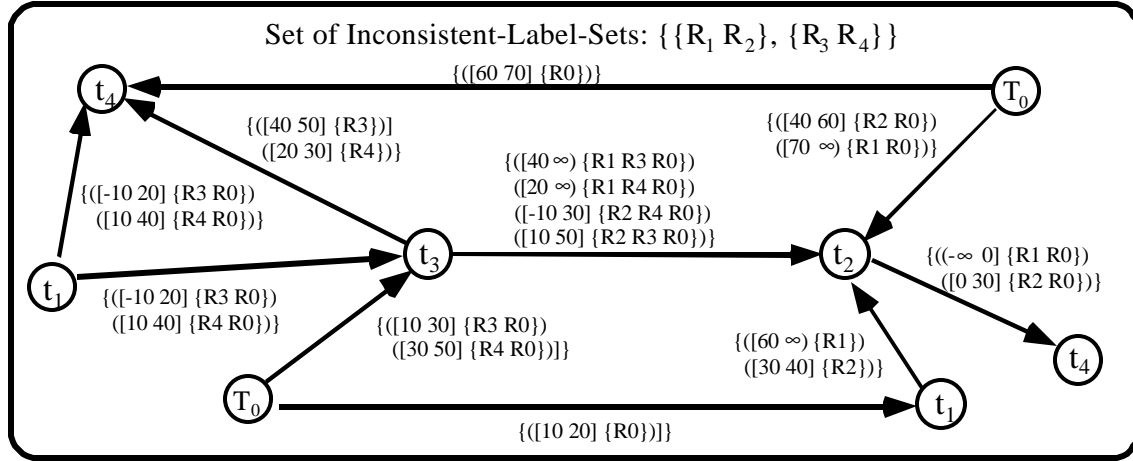 Set of Inconsistent-Label-Sets: {{R1 R2}, {R3 R4}}
{([60 70] {R0})}
t4
T0
{([40 50] {R3})]
([20 30] {R4})}
{([40 60] {R2 R0})
([70 ∞) {R1 R0})}
{([40 ∞) {R1 R3 R0})
([20 ∞) {R1 R4 R0})
([-10 30] {R2 R4 R0})
([10 50] {R2 R3 R0})}
{([-10 20] {R3 R0})
([10 40] {R4 R0})}
t3
t2
{((-∞ 0] {R1 R0})
([0 30] {R2 R0})}
t1
{([-10 20] {R3 R0})
([10 40] {R4 R0})}
{([10 30] {R3 R0})
([30 50] {R4 R0})]}
{([60 ∞) {R1})
([30 40] {R2})}
t4
T0
t1
{([10 20] {R0})]}